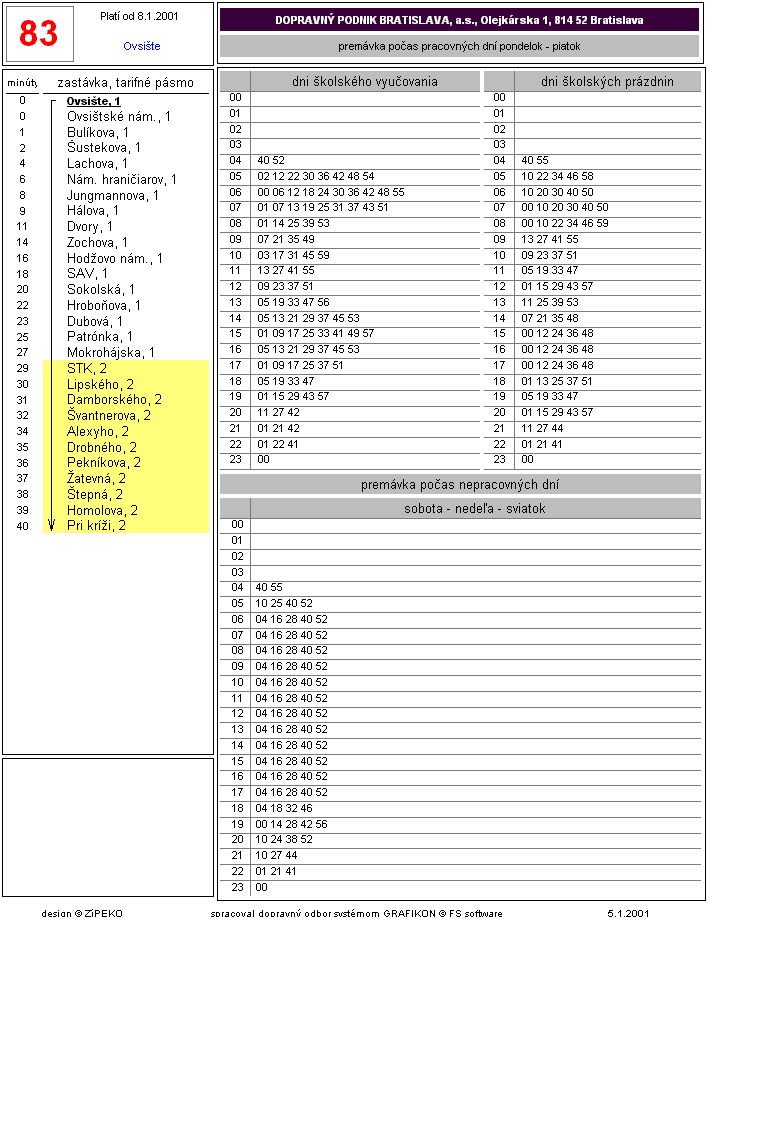 83
Platí od 8.1.2001
Ovsište
DOPRAVNÝ PODNIK BRATISLAVA, a.s., Olejkárska 1, 814 52 Bratislava
premávka počas pracovných dní pondelok - piatok
minúty zastávka, tarifné pásmo
0 Ovsište, 1
0 Ovsištské nám., 1
1 Bulíkova, 1
2 Šustekova, 1
4 Lachova, 1
6 Nám. hraničiarov, 1
8 Jungmannova, 1
9 Hálova, 1
11 Dvory, 1
14 Zochova, 1
16 Hodžovo nám., 1
18 SAV, 1
20 Sokolská, 1
22 Hroboňova, 1
23 Dubová, 1
25 Patrónka, 1
27 Mokrohájska, 1
29 STK, 2
30 Lipského, 2
31 Damborského, 2
32 Švantnerova, 2
34 Alexyho, 2
35 Drobného, 2
36 Pekníkova, 2
37 Žatevná, 2
38 Štepná, 2
39 Homolova, 2
40 Pri kríži, 2
dni školského vyučovania
00
01
02
03
04 40 52
05 02 12 22 30 36 42 48 54
06 00 06 12 18 24 30 36 42 48 55
07 01 07 13 19 25 31 37 43 51
08 01 14 25 39 53
09 07 21 35 49
10 03 17 31 45 59
11 13 27 41 55
12 09 23 37 51
13 05 19 33 47 56
14 05 13 21 29 37 45 53
15 01 09 17 25 33 41 49 57
16 05 13 21 29 37 45 53
17 01 09 17 25 37 51
18 05 19 33 47
19 01 15 29 43 57
20 11 27 42
21 01 21 42
22 01 22 41
23 00
dni školských prázdnin
00
01
02
03
04 40 55
05 10 22 34 46 58
06 10 20 30 40 50
07 00 10 20 30 40 50
08 00 10 22 34 46 59
09 13 27 41 55
10 09 23 37 51
11 05 19 33 47
12 01 15 29 43 57
13 11 25 39 53
14 07 21 35 48
15 00 12 24 36 48
16 00 12 24 36 48
17 00 12 24 36 48
18 01 13 25 37 51
19 05 19 33 47
20 01 15 29 43 57
21 11 27 44
22 01 21 41
23 00
premávka počas nepracovných dní
sobota - nedeľa - sviatok
00
01
02
03
04 40 55
05 10 25 40 52
06 04 16 28 40 52
07 04 16 28 40 52
08 04 16 28 40 52
09 04 16 28 40 52
10 04 16 28 40 52
11 04 16 28 40 52
12 04 16 28 40 52
13 04 16 28 40 52
14 04 16 28 40 52
15 04 16 28 40 52
16 04 16 28 40 52
17 04 16 28 40 52
18 04 18 32 46
19 00 14 28 42 56
20 10 24 38 52
21 10 27 44
22 01 21 41
23 00
design © ZíPEKO
spracoval dopravný odbor systémom GRAFIKON © FS software
5.1.2001